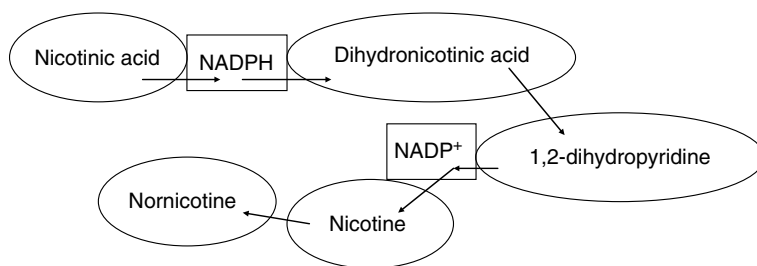 Nicotinic acid
NADPH
Dihydronicotinic acid
1,2-dihydropyridine
NADP⁺
Nicotine
Nornicotine